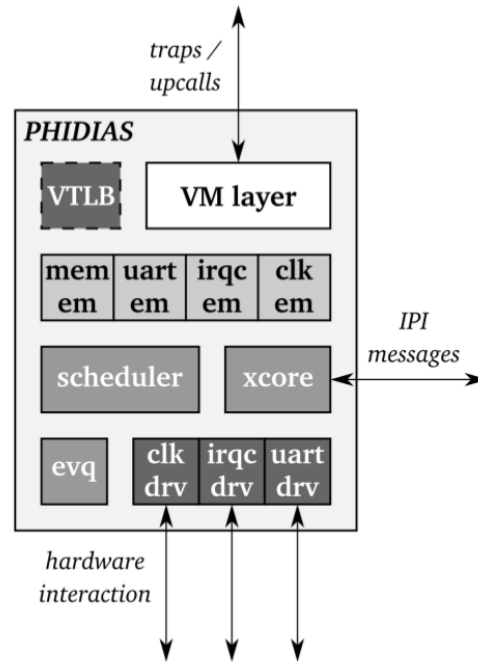 traps /
upcalls
PHIDIAS
VTLB
VM layer
mem
em
uart
em
irqc
em
clk
em
IPI
messages
scheduler
xcore
evq
clk
drv
irqc
drv
uart
drv
hardware
interaction